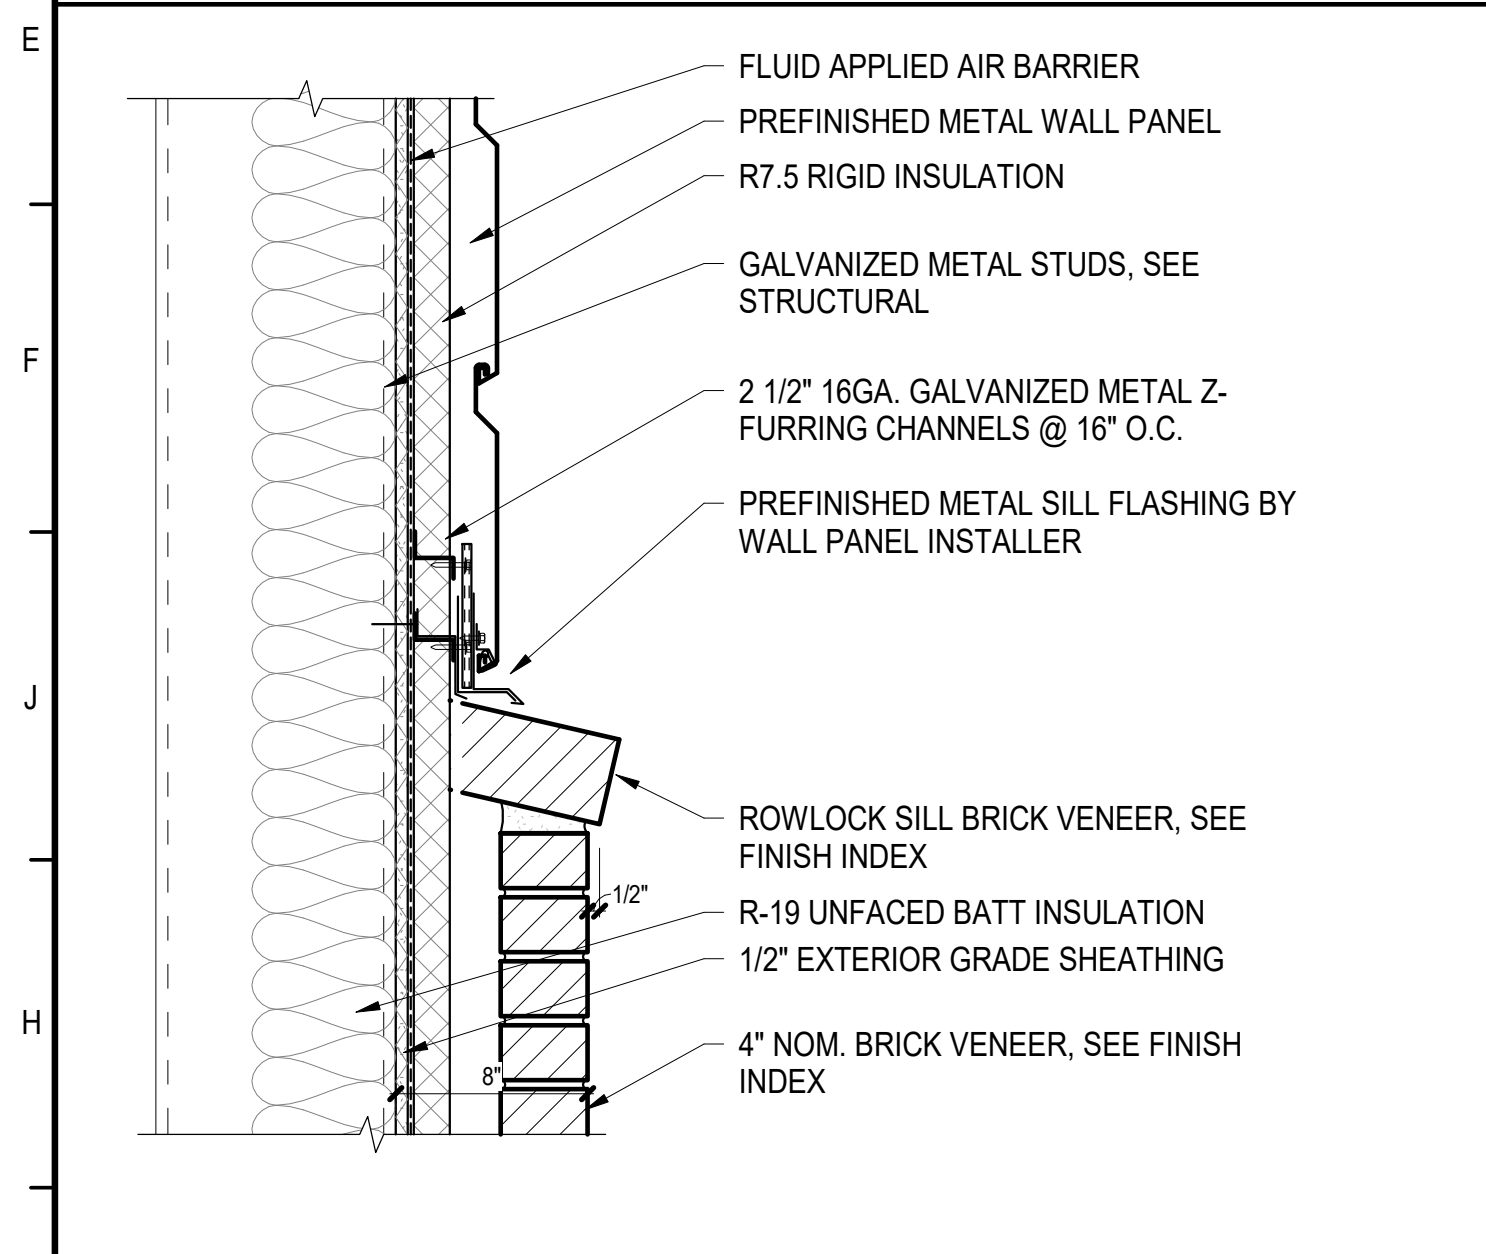 E
FLUID APPLIED AIR BARRIER
PREFINISHED METAL WALL PANEL
R7.5 RIGID INSULATION
GALVANIZED METAL STUDS, SEE
STRUCTURAL
F
2 1/2" 16GA. GALVANIZED METAL Z-
FURRING CHANNELS @ 16" O.C.
PREFINISHED METAL SILL FLASHING BY
WALL PANEL INSTALLER
J
ROWLOCK SILL BRICK VENEER, SEE
FINISH INDEX
1/2"
R-19 UNFACED BATT INSULATION
1/2" EXTERIOR GRADE SHEATHING
H
4" NOM. BRICK VENEER, SEE FINISH
INDEX
8"